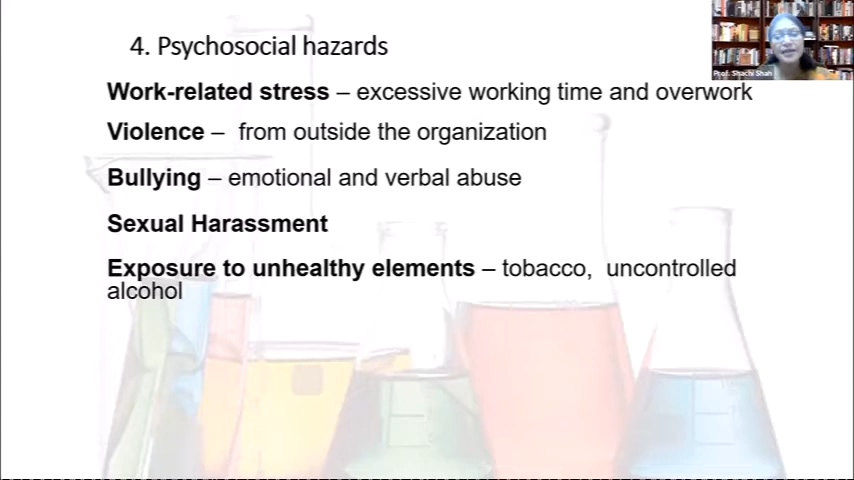 Prof. Shachi Shah
4. Psychosocial hazards
Work-related stress – excessive working time and overwork
Violence – from outside the organization
Bullying – emotional and verbal abuse
Sexual Harassment
Exposure to unhealthy elements – tobacco, uncontrolled
alcohol